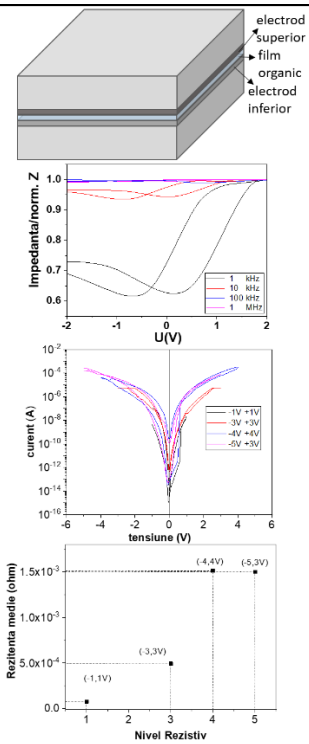 electrod
superior
film
organic
electrod
inferior
Impedanta/norm. Z
1.0
0.9
0.8
0.7
0.6
1 kHz
10 kHz
100 kHz
1 MHz
-2
-1
0
1
2
U(V)
curent (A)
10⁻²
10⁻⁴
10⁻⁶
10⁻⁸
10⁻¹⁰
10⁻¹²
10⁻¹⁴
10⁻¹⁶
-1V +1V
-3V +3V
-4V +4V
-5V +3V
-6
-4
-2
0
2
4
6
tensiune (V)
Rezitenta medie (ohm)
1.5x10⁻³
1.0x10⁻³
5.0x10⁻⁴
0.0
(-1,1V)
(-3,3V)
(-4,4V)
(-5,3V)
1
2
3
4
5
Nivel Rezistiv